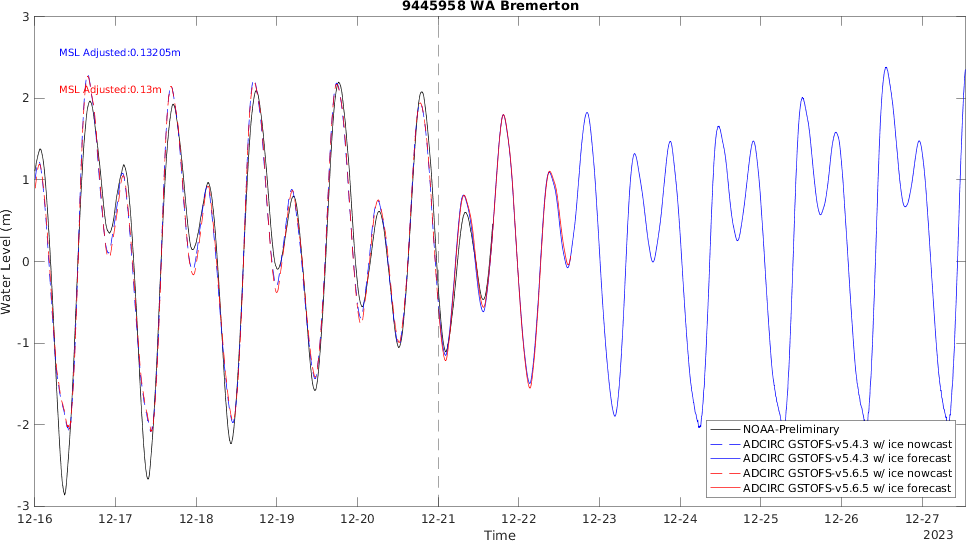 9445958 WA Bremerton
MSL Adjusted:0.13205m
MSL Adjusted:0.13m
Water Level (m)
3
2
1
0
-1
-2
-3
NOAA-Preliminary
ADCIRC GSTOFS-v5.4.3 w/ ice nowcast
ADCIRC GSTOFS-v5.4.3 w/ ice forecast
ADCIRC GSTOFS-v5.6.5 w/ ice nowcast
ADCIRC GSTOFS-v5.6.5 w/ ice forecast
12-16 12-17 12-18 12-19 12-20 12-21 12-22 12-23 12-24 12-25 12-26 12-27
Time
2023